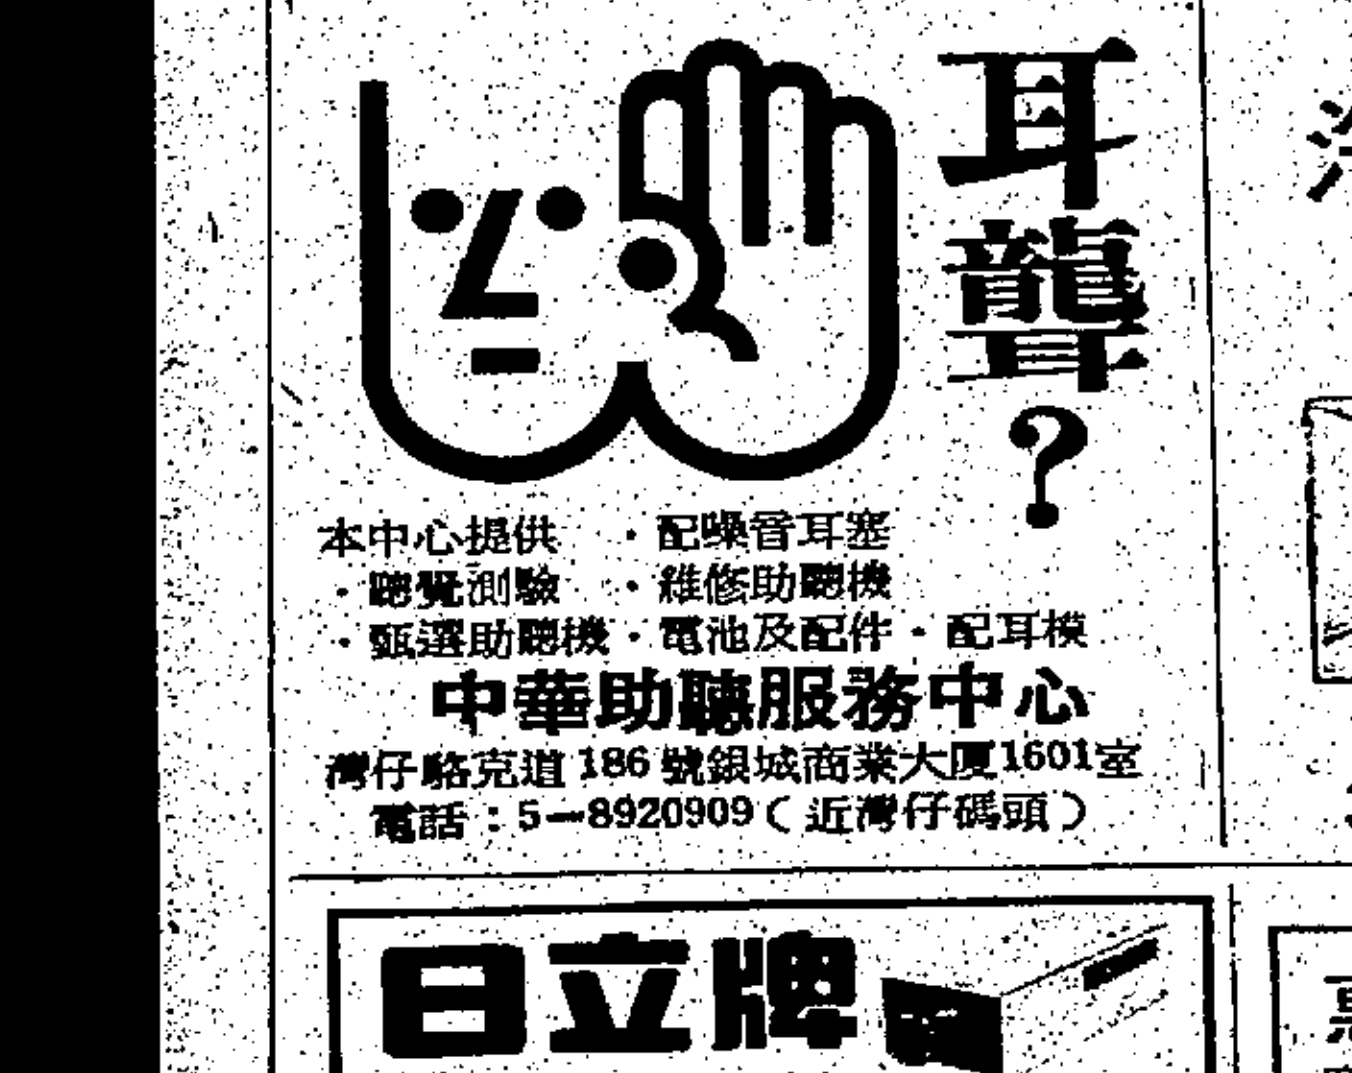 耳聾？
本中心提供 ・配噪音耳塞
・聽覺測驗 ・維修助聽機
・甄選助聽機・電池及配件・配耳模
中華助聽服務中心
灣仔駱克道186號銀城商業大厦1601室
電話：5—8920909（近灣仔碼頭）
日立牌